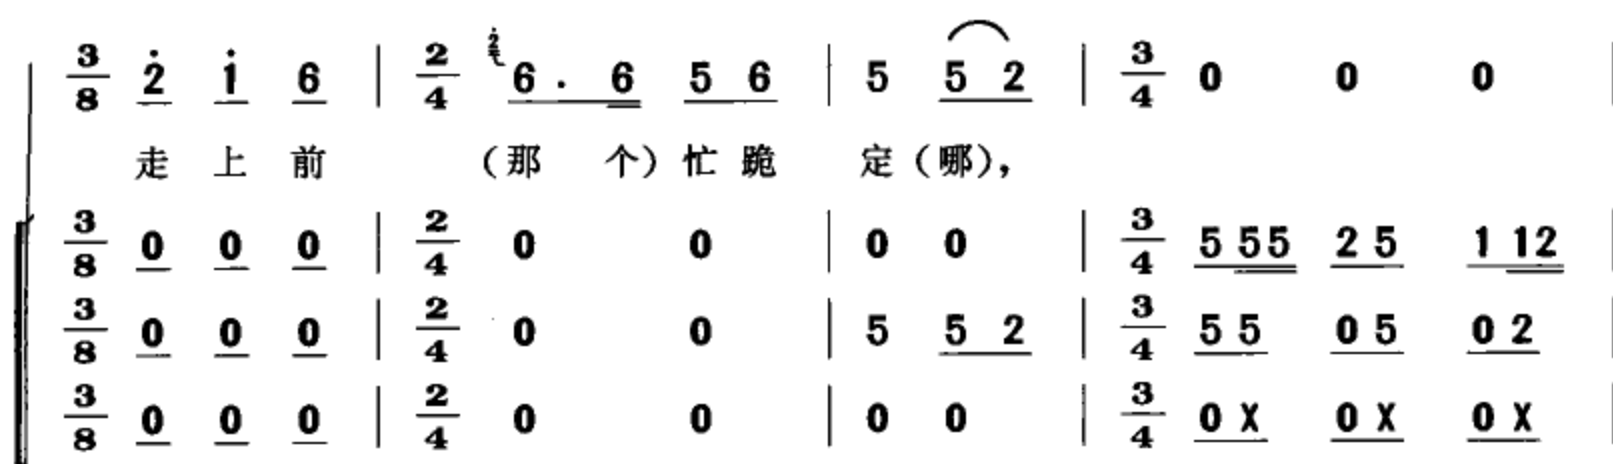 3/8 2̇ i̇ 6 | 2/4 2̇ 6 . 6 5 6 | 5 5 2 | 3/4 0 0 0 |
走 上 前 （那 个）忙 跪 定（哪），
3/8 0 0 0 | 2/4 0 0 | 0 0 | 3/4 5 5 5 2 5 1 1 2 |
3/8 0 0 0 | 2/4 0 0 | 5 5 2 | 3/4 5 5 0 5 0 2 |
3/8 0 0 0 | 2/4 0 0 | 0 0 | 3/4 0 X 0 X 0 X |